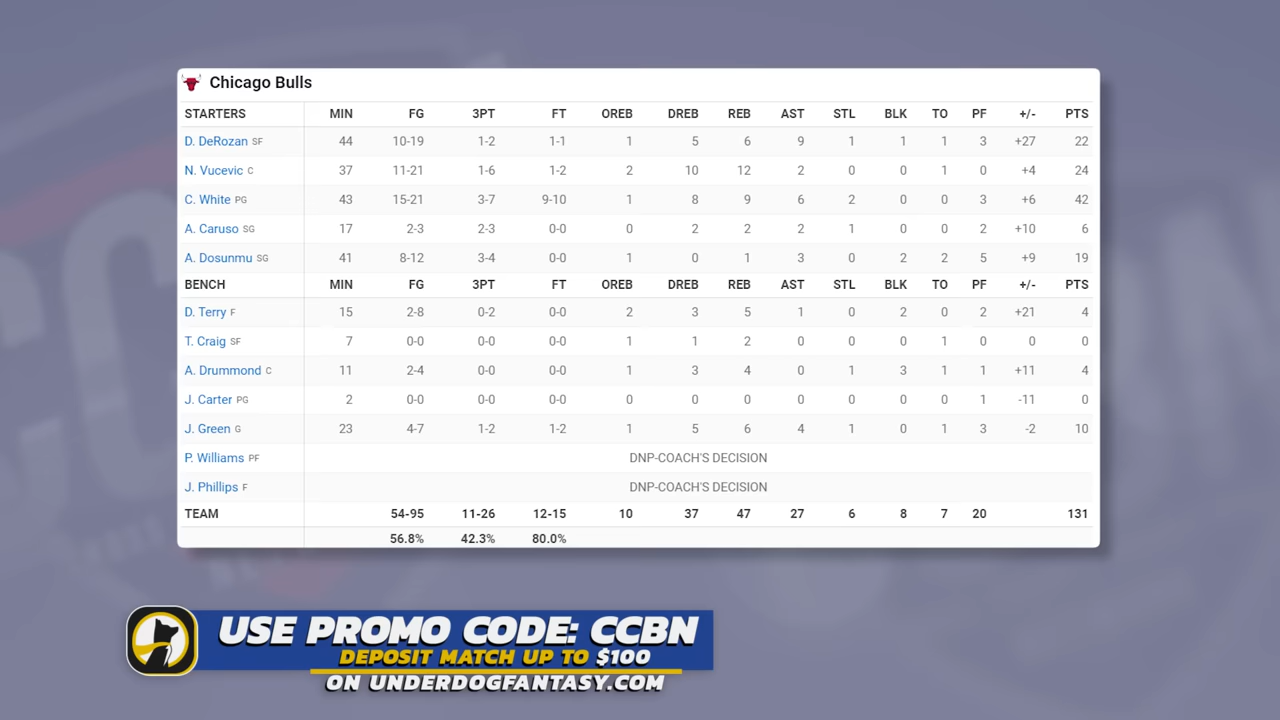 Chicago Bulls
STARTERS MIN FG 3PT FT OREB DREB REB AST STL BLK TO PF +/- PTS
D. DeRozan SF 44 10-19 1-2 1-1 1 5 6 9 1 1 1 3 +27 22
N. Vucevic C 37 11-21 1-6 1-2 2 10 12 2 0 0 1 0 +4 24
C. White PG 43 15-21 3-7 9-10 1 8 9 6 2 0 0 3 +6 42
A. Caruso SG 17 2-3 2-3 0-0 0 2 2 2 1 0 0 2 +10 6
A. Dosunmu SG 41 8-12 3-4 0-0 1 0 1 3 0 2 2 5 +9 19
BENCH MIN FG 3PT FT OREB DREB REB AST STL BLK TO PF +/- PTS
D. Terry F 15 2-8 0-2 0-0 2 3 5 1 0 2 0 2 +21 4
T. Craig SF 7 0-0 0-0 0-0 1 1 2 0 0 0 1 0 0 0
A. Drummond C 11 2-4 0-0 0-0 1 3 4 0 1 3 1 1 +11 4
J. Carter PG 2 0-0 0-0 0-0 0 0 0 0 0 0 0 1 -11 0
J. Green G 23 4-7 1-2 1-2 1 5 6 4 1 0 1 3 -2 10
P. Williams PF DNP-COACH'S DECISION
J. Phillips F DNP-COACH'S DECISION
TEAM 54-95 11-26 12-15 10 37 47 27 6 8 7 20 131
56.8% 42.3% 80.0%
USE PROMO CODE: CCBN
DEPOSIT MATCH UP TO $100
ON UNDERDOGFANTASY.COM